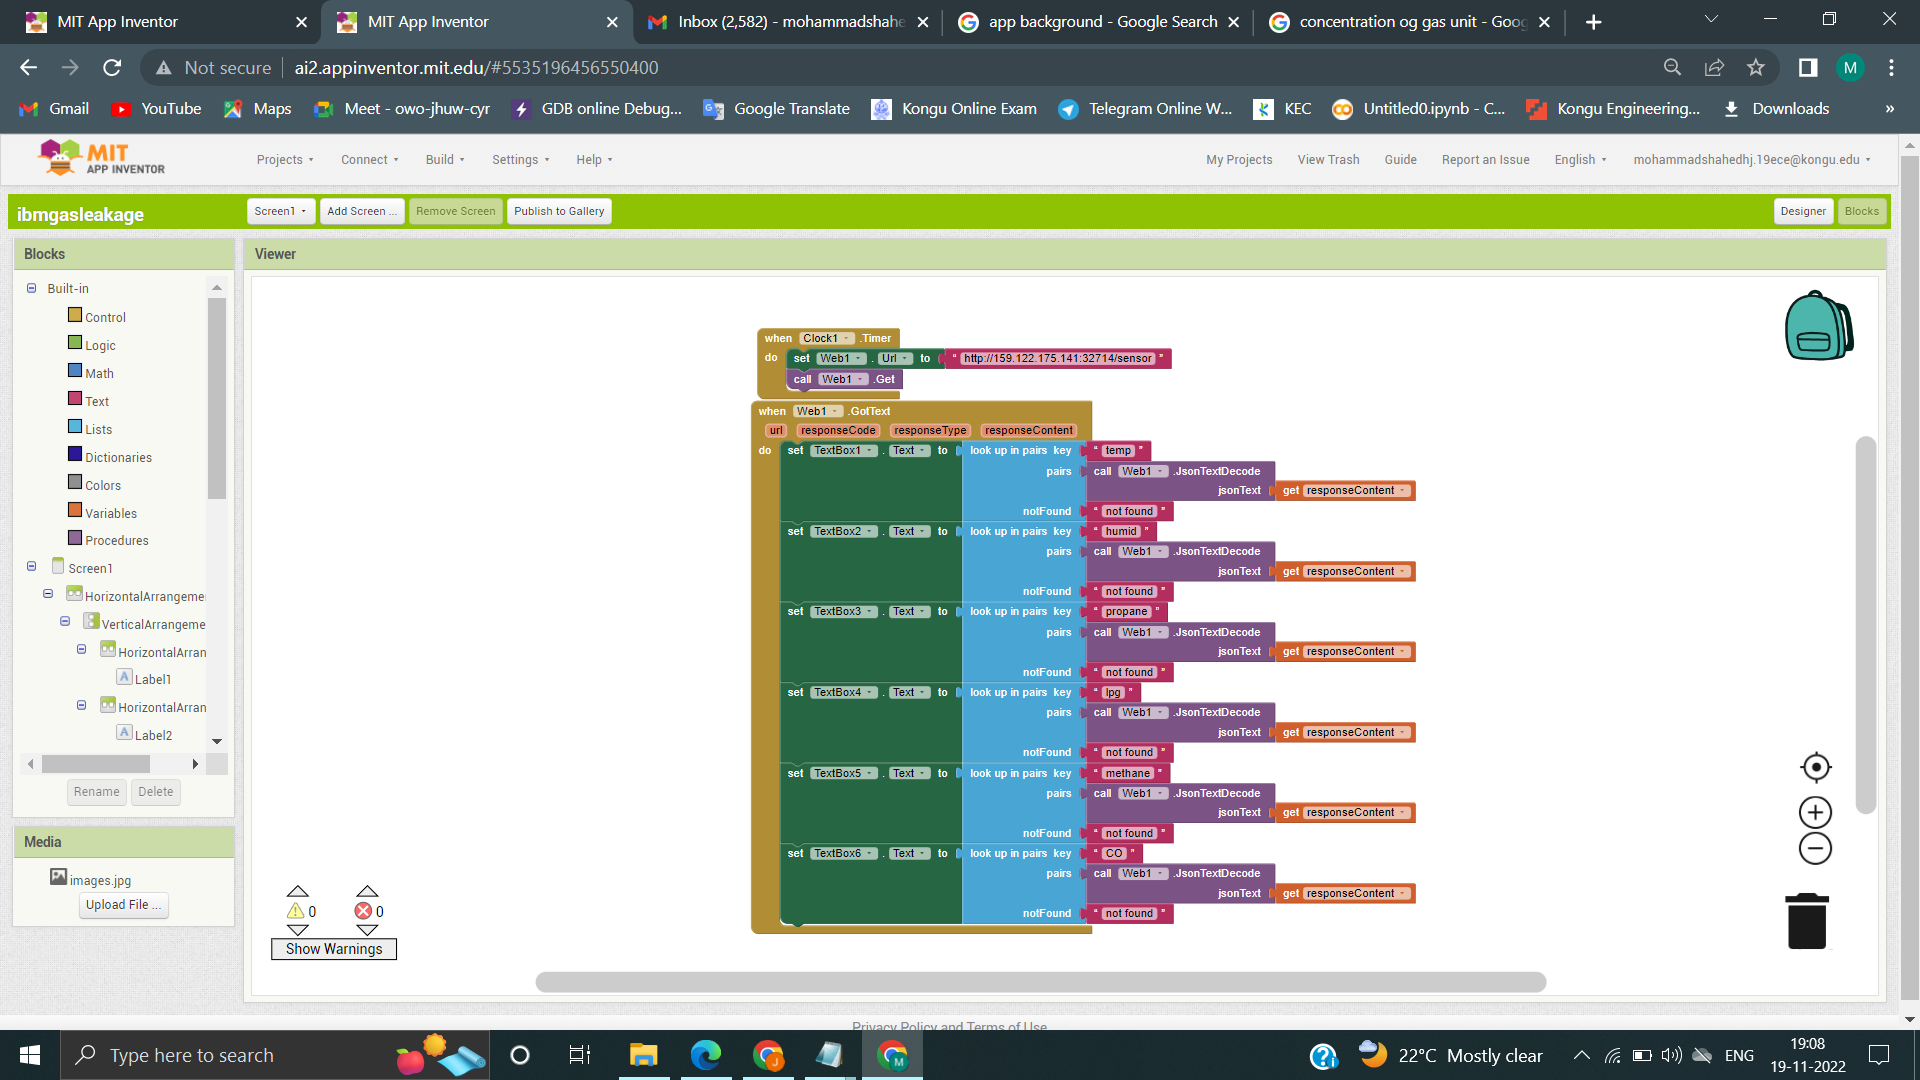 MIT App Inventor
MIT App Inventor
Inbox (2,582) - mohammadshahe
app background - Google Search
concentration og gas unit - Goog
Not secure
ai2.appinventor.mit.edu/#5535196456550400
M
Gmail
YouTube
Maps
Meet - owo-jhuw-cyr
GDB online Debug...
Google Translate
Kongu Online Exam
Telegram Online W...
KEC
Untitled0.ipynb - C...
Kongu Engineering...
Downloads
»
MIT
APP INVENTOR
Projects
Connect
Build
Settings
Help
My Projects
View Trash
Guide
Report an Issue
English
mohammadshahedhj.19ece@kongu.edu
ibmgasleakage
Screen1
Add Screen ...
Remove Screen
Publish to Gallery
Designer
Blocks
Blocks
Viewer
Built-in
Control
Logic
Math
Text
Lists
Dictionaries
Colors
Variables
Procedures
Screen1
HorizontalArrangeme
VerticalArrangeme
HorizontalArran
A Label1
HorizontalArran
A Label2
Rename
Delete
Media
images.jpg
Upload File ...
when Clock1 .Timer
do set Web1 . Url to " http://159.122.175.141:32714/sensor "
call Web1 .Get
when Web1 .GotText
url responseCode responseType responseContent
do set TextBox1 . Text to look up in pairs key " temp "
pairs call Web1 .JsonTextDecode
jsonText get responseContent
notFound " not found "
set TextBox2 . Text to look up in pairs key " humid "
pairs call Web1 .JsonTextDecode
jsonText get responseContent
notFound " not found "
set TextBox3 . Text to look up in pairs key " propane "
pairs call Web1 .JsonTextDecode
jsonText get responseContent
notFound " not found "
set TextBox4 . Text to look up in pairs key " lpg "
pairs call Web1 .JsonTextDecode
jsonText get responseContent
notFound " not found "
set TextBox5 . Text to look up in pairs key " methane "
pairs call Web1 .JsonTextDecode
jsonText get responseContent
notFound " not found "
set TextBox6 . Text to look up in pairs key " CO "
pairs call Web1 .JsonTextDecode
jsonText get responseContent
notFound " not found "
0
0
Show Warnings
Privacy Policy and Terms of Use
Type here to search
J
M
22°C Mostly clear
ENG
19:08
19-11-2022